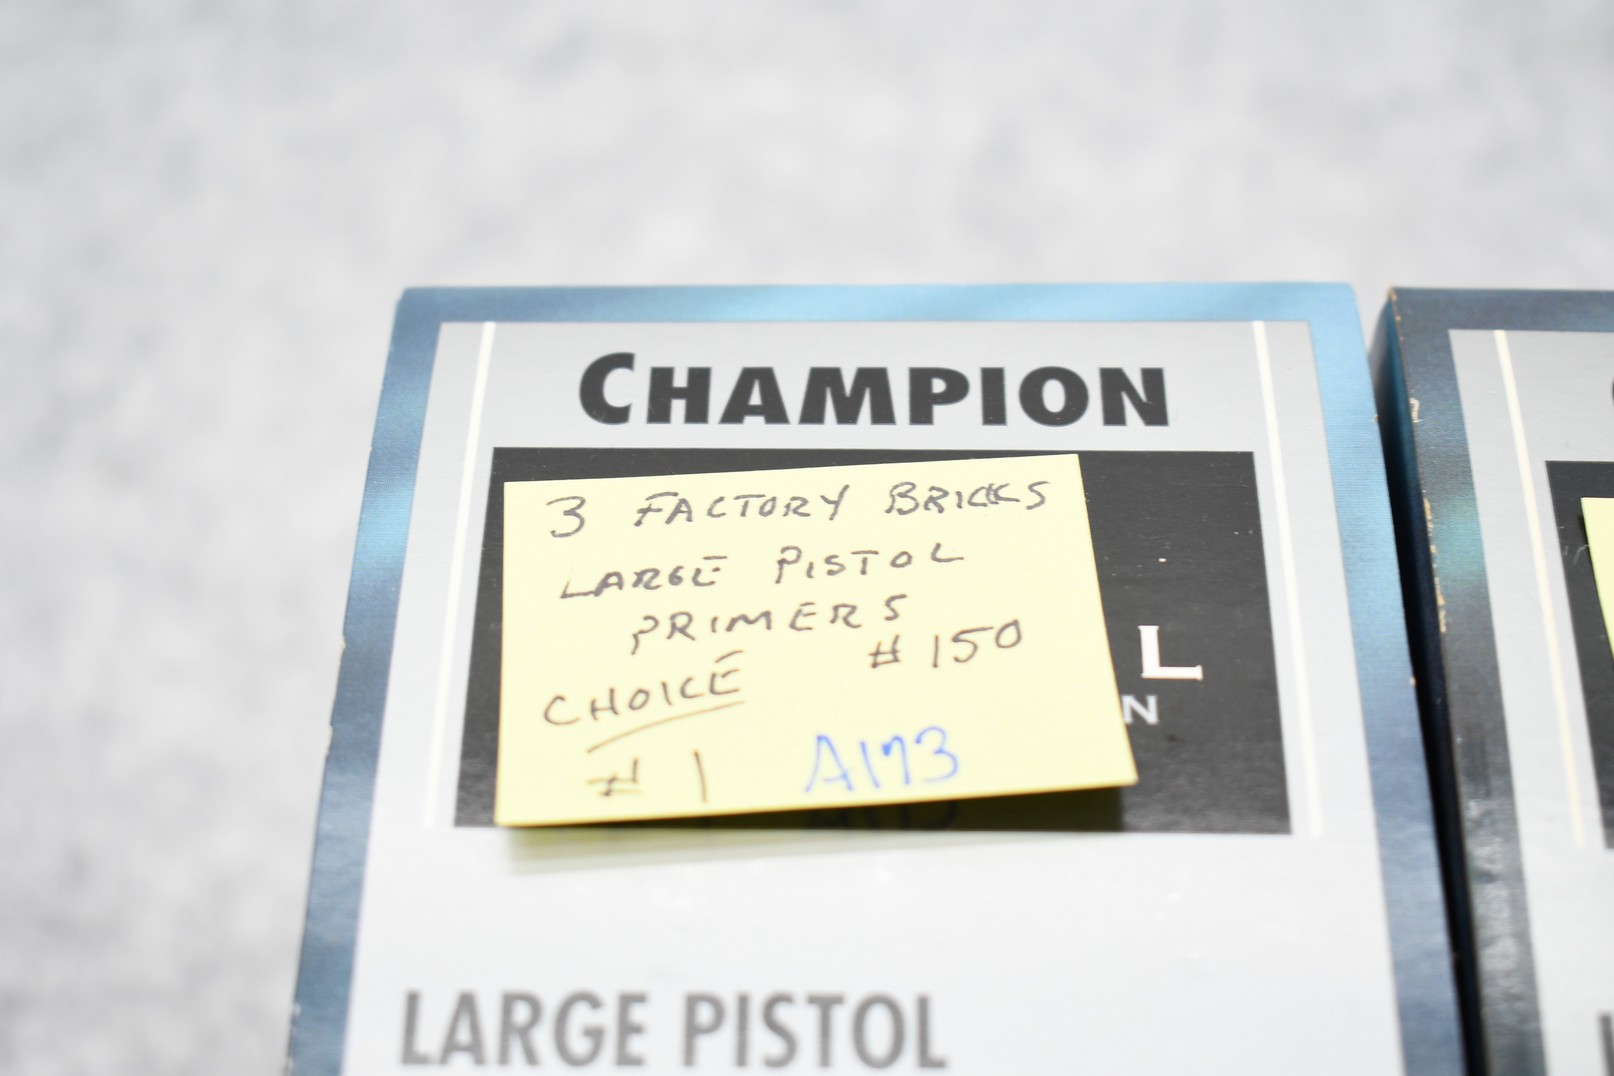 CHAMPION
3 FACTORY BRICKS
LARGE PISTOL
PRIMERS
CHOICE # 150
# 1 A173
L
N
LARGE PISTOL